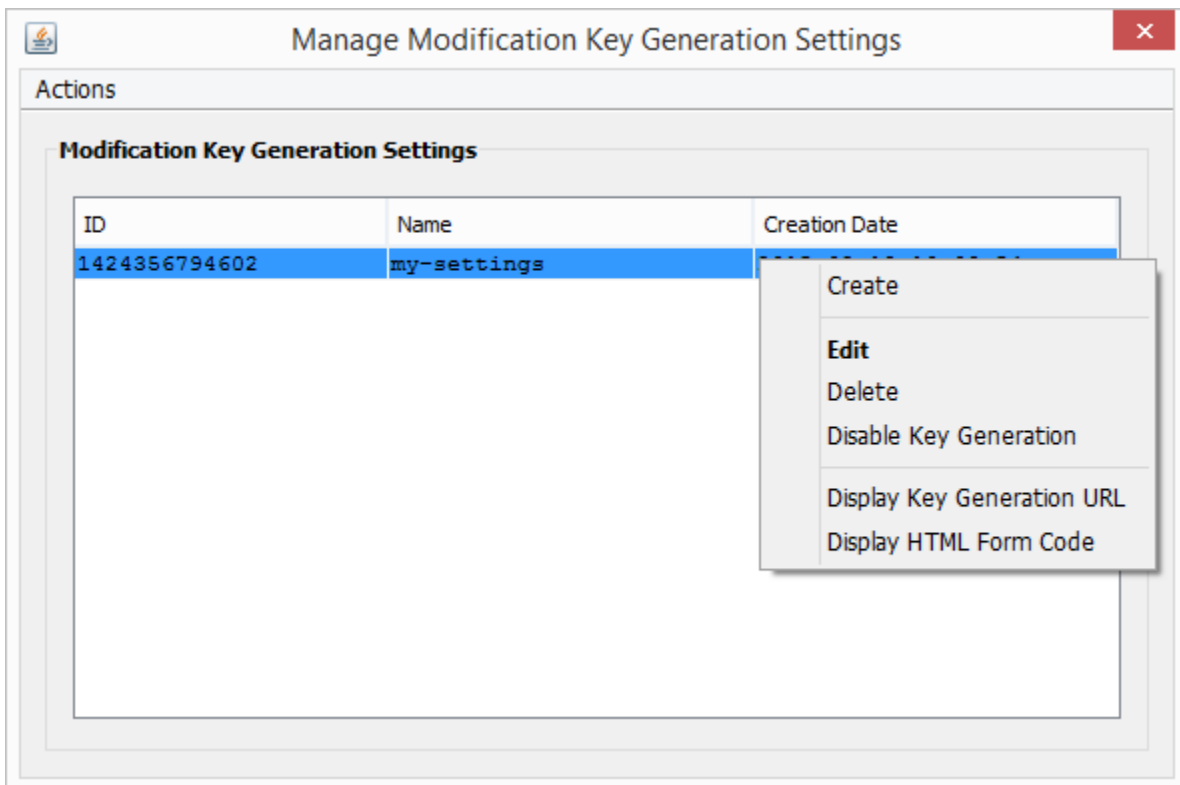 Manage Modification Key Generation Settings
Actions
Modification Key Generation Settings
ID Name Creation Date
1424356794602 my-settings
Create
Edit
Delete
Disable Key Generation
Display Key Generation URL
Display HTML Form Code